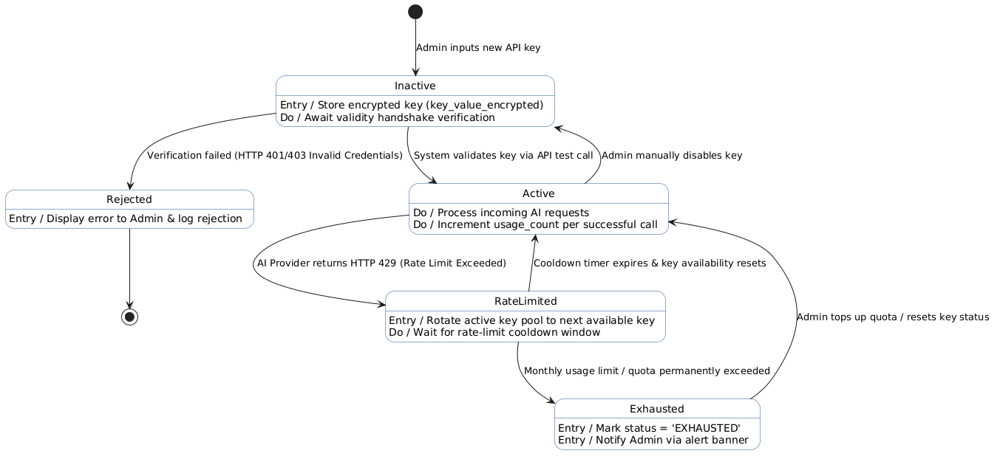 Admin inputs new API key
Inactive
Entry / Store encrypted key (key_value_encrypted)
Do / Await validity handshake verification
Verification failed (HTTP 401/403 Invalid Credentials)
System validates key via API test call
Admin manually disables key
Rejected
Entry / Display error to Admin & log rejection
Active
Do / Process incoming AI requests
Do / Increment usage_count per successful call
AI Provider returns HTTP 429 (Rate Limit Exceeded)
Cooldown timer expires & key availability resets
RateLimited
Entry / Rotate active key pool to next available key
Do / Wait for rate-limit cooldown window
Admin tops up quota / resets key status
Monthly usage limit / quota permanently exceeded
Exhausted
Entry / Mark status = 'EXHAUSTED'
Entry / Notify Admin via alert banner